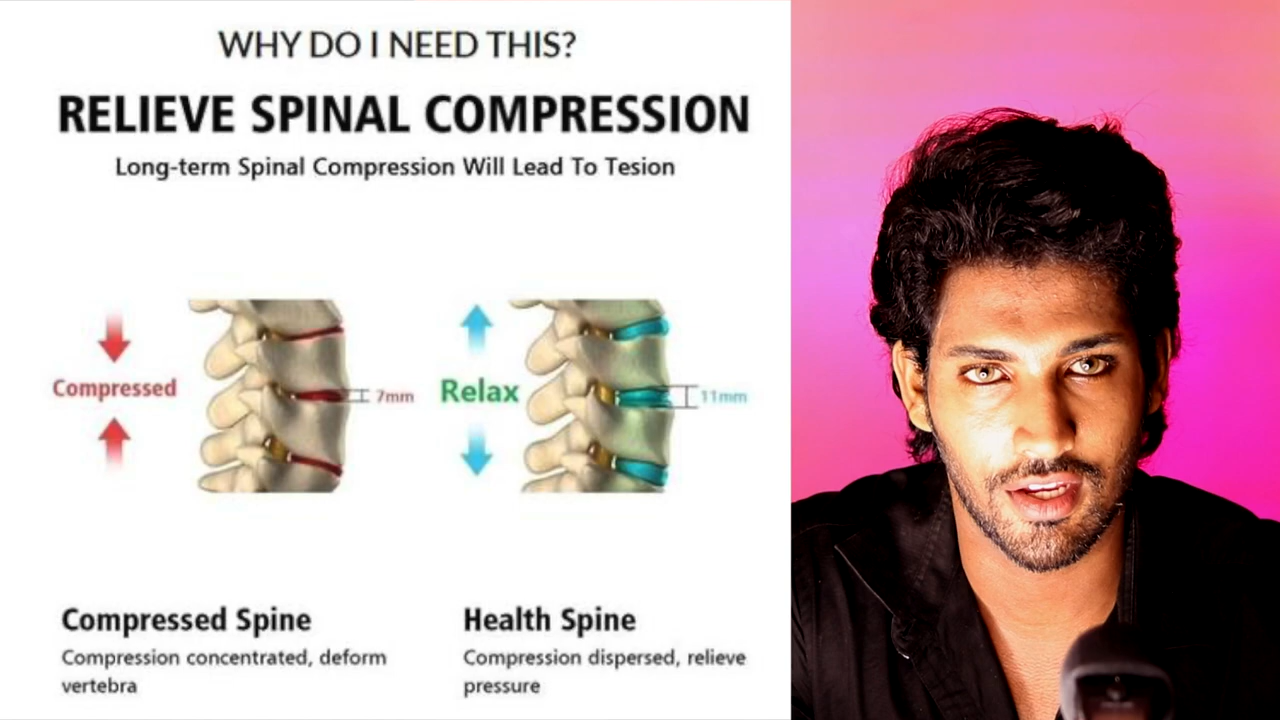 WHY DO I NEED THIS?
RELIEVE SPINAL COMPRESSION
Long-term Spinal Compression Will Lead To Tesion
Compressed
7mm
Relax
11mm
Compressed Spine
Compression concentrated, deform
vertebra
Health Spine
Compression dispersed, relieve
pressure